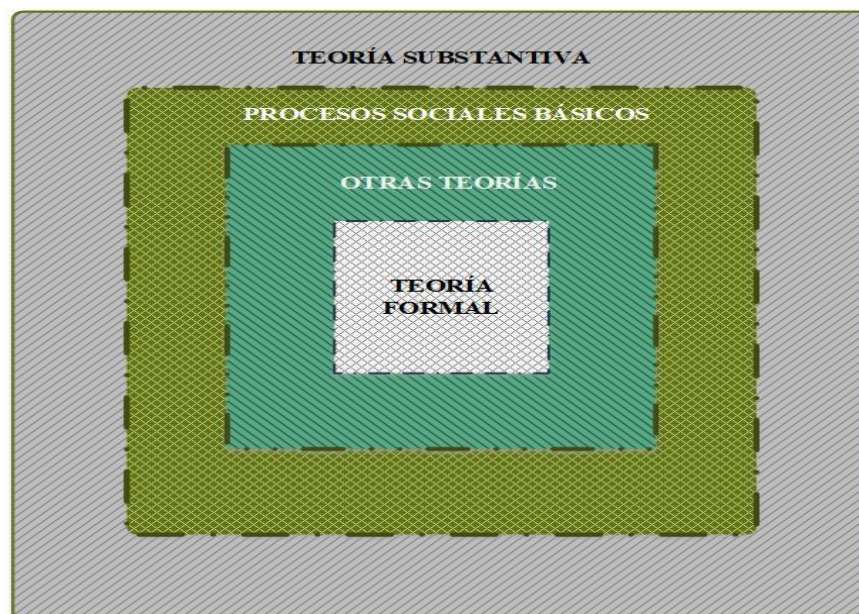 TEORÍA SUBSTANTIVA
PROCESOS SOCIALES BÁSICOS
OTRAS TEORÍAS
TEORÍA
FORMAL